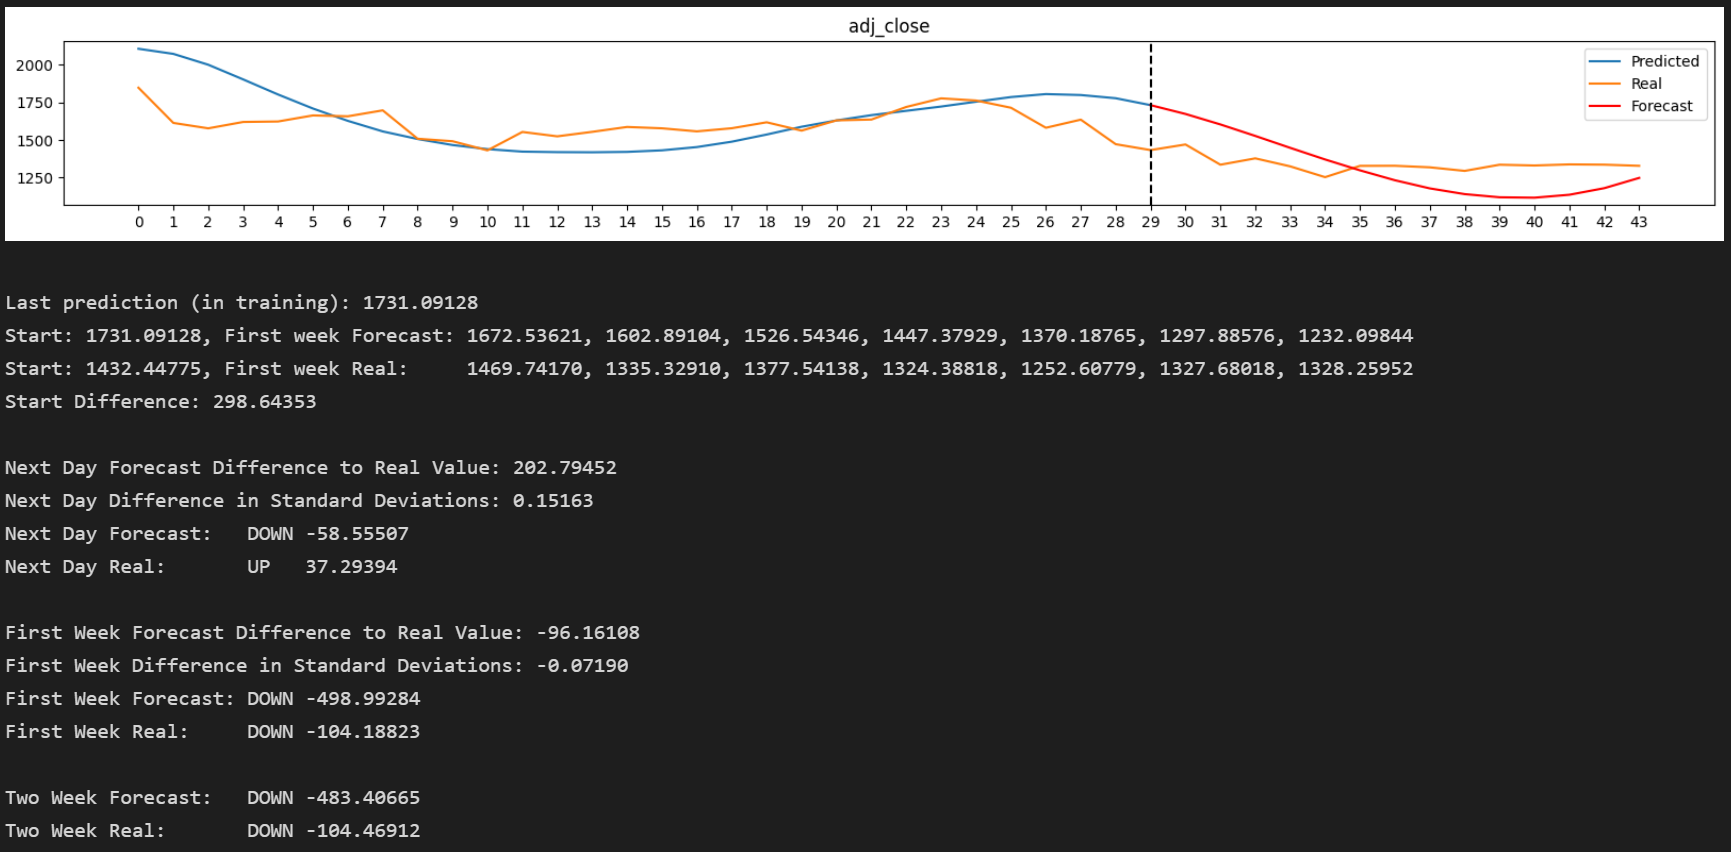 adj_close
2000
1750
1500
1250
Predicted
Real
Forecast
0 1 2 3 4 5 6 7 8 9 10 11 12 13 14 15 16 17 18 19 20 21 22 23 24 25 26 27 28 29 30 31 32 33 34 35 36 37 38 39 40 41 42 43
Last prediction (in training): 1731.09128
Start: 1731.09128, First week Forecast: 1672.53621, 1602.89104, 1526.54346, 1447.37929, 1370.18765, 1297.88576, 1232.09844
Start: 1432.44775, First week Real: 1469.74170, 1335.32910, 1377.54138, 1324.38818, 1252.60779, 1327.68018, 1328.25952
Start Difference: 298.64353
Next Day Forecast Difference to Real Value: 202.79452
Next Day Difference in Standard Deviations: 0.15163
Next Day Forecast: DOWN -58.55507
Next Day Real: UP 37.29394
First Week Forecast Difference to Real Value: -96.16108
First Week Difference in Standard Deviations: -0.07190
First Week Forecast: DOWN -498.99284
First Week Real: DOWN -104.18823
Two Week Forecast: DOWN -483.40665
Two Week Real: DOWN -104.46912